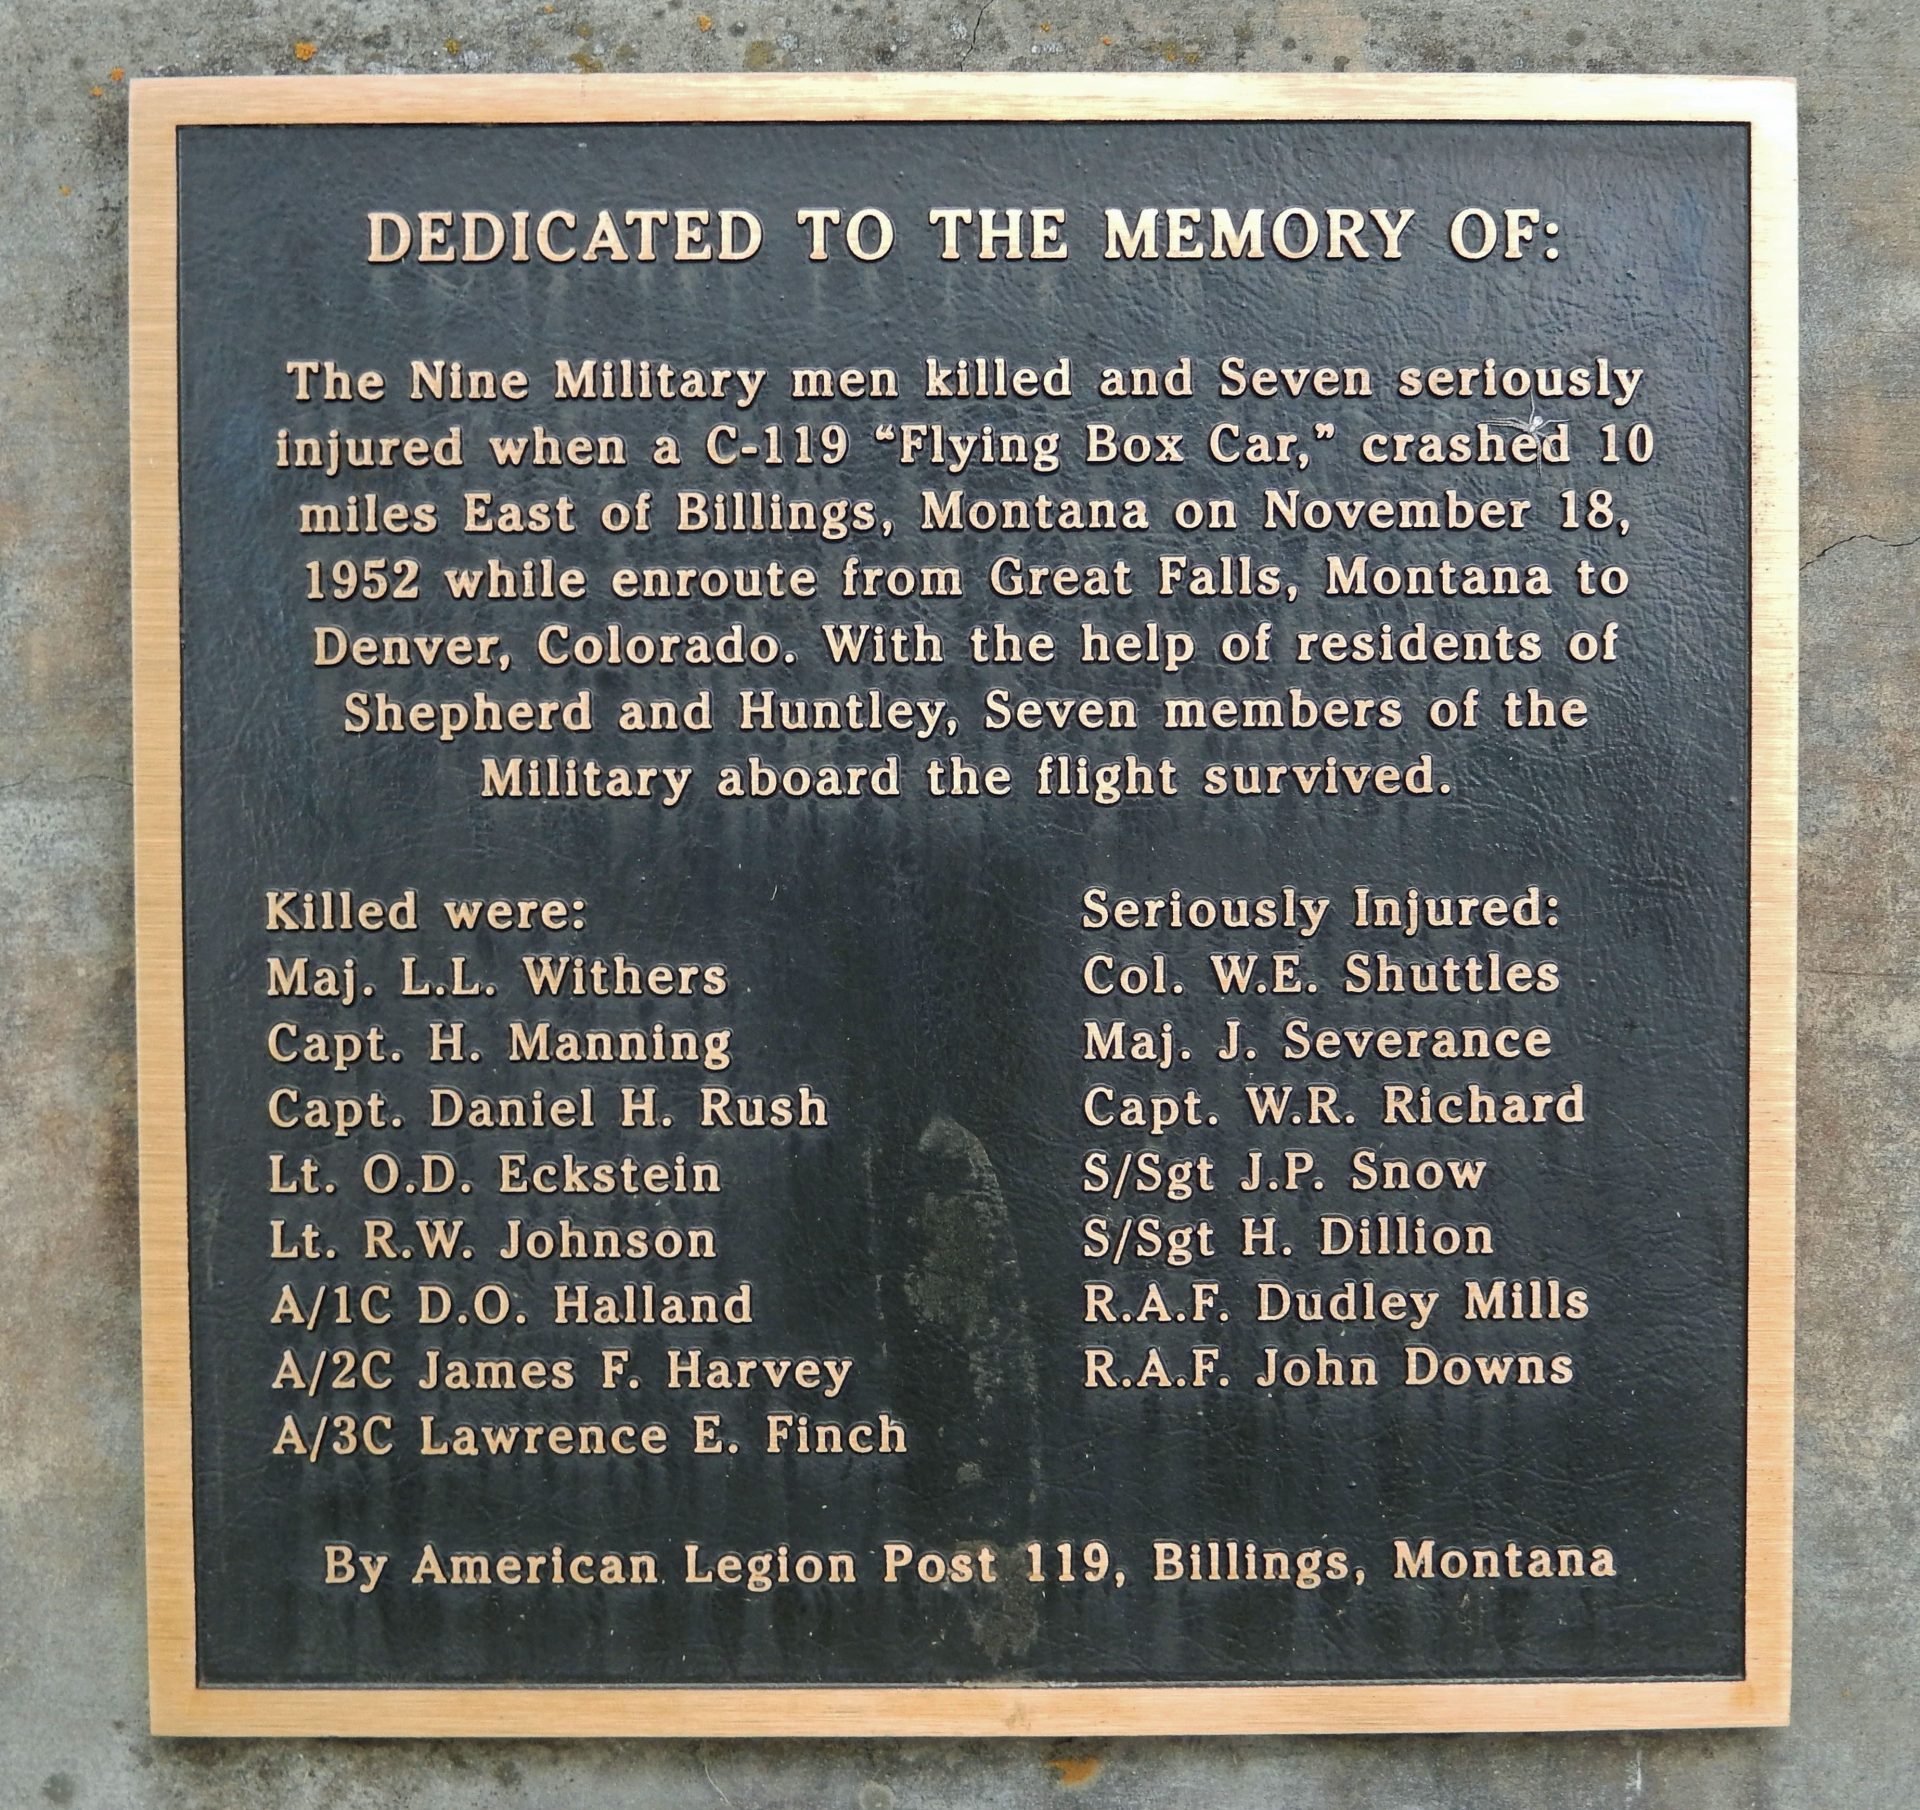 DEDICATED TO THE MEMORY OF:
The Nine Military men killed and Seven seriously
injured when a C-119 “Flying Box Car,” crashed 10
miles East of Billings, Montana on November 18,
1952 while enroute from Great Falls, Montana to
Denver, Colorado. With the help of residents of
Shepherd and Huntley, Seven members of the
Military aboard the flight survived.
Killed were:
Maj. L.L. Withers
Capt. H. Manning
Capt. Daniel H. Rush
Lt. O.D. Eckstein
Lt. R.W. Johnson
A/1C D.O. Halland
A/2C James F. Harvey
A/3C Lawrence E. Finch
Seriously Injured:
Col. W.E. Shuttles
Maj. J. Severance
Capt. W.R. Richard
S/Sgt J.P. Snow
S/Sgt H. Dillion
R.A.F. Dudley Mills
R.A.F. John Downs
By American Legion Post 119, Billings, Montana